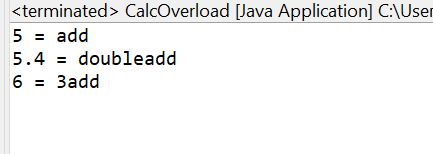 <terminated> CalcOverload [Java Application] C:\User
5 = add
5.4 = doubleadd
6 = 3add